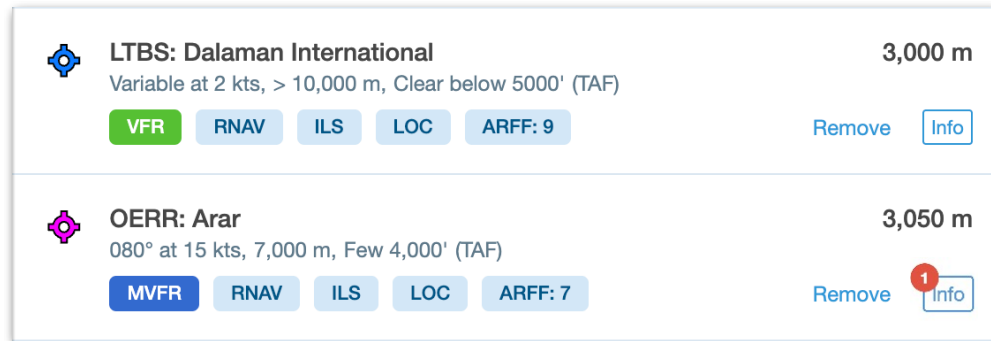 LTBS: Dalaman International 3,000 m
Variable at 2 kts, > 10,000 m, Clear below 5000' (TAF)
VFR RNAV ILS LOC ARFF: 9 Remove Info
OERR: Arar 3,050 m
080° at 15 kts, 7,000 m, Few 4,000' (TAF)
1
MVFR RNAV ILS LOC ARFF: 7 Remove Info